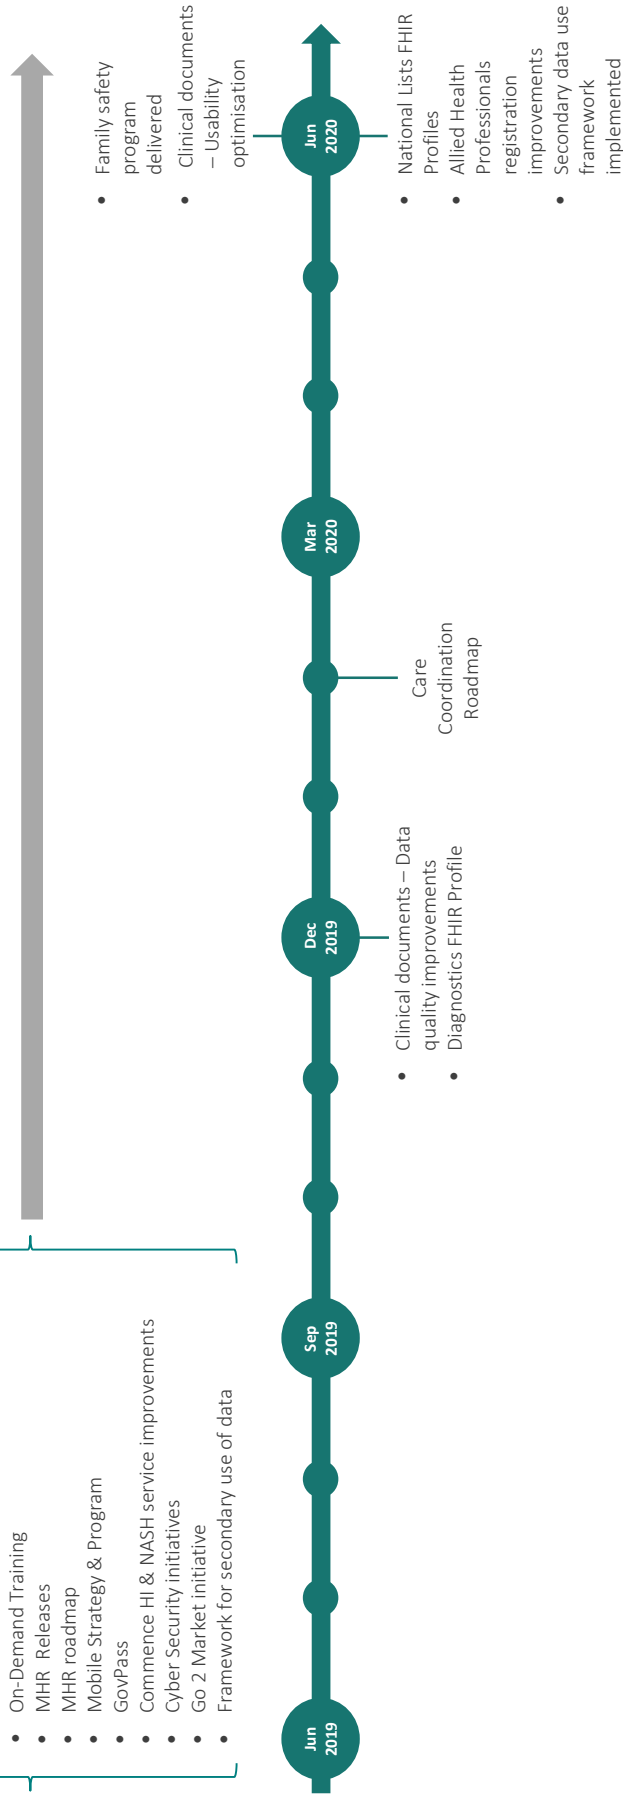 On-Demand Training
MHR Releases
MHR roadmap
Mobile Strategy & Program
GovPass
Commence HI & NASH service improvements
Cyber Security initiatives
Go 2 Market initiative
Framework for secondary use of data
Family safety
program
delivered
Clinical documents
– Usability
optimisation
Jun
2019
Sep
2019
Dec
2019
Mar
2020
Jun
2020
Clinical documents – Data
quality improvements
Diagnostics FHIR Profile
Care
Coordination
Roadmap
National Lists FHIR
Profiles
Allied Health
Professionals
registration
improvements
Secondary data use
framework
implemented